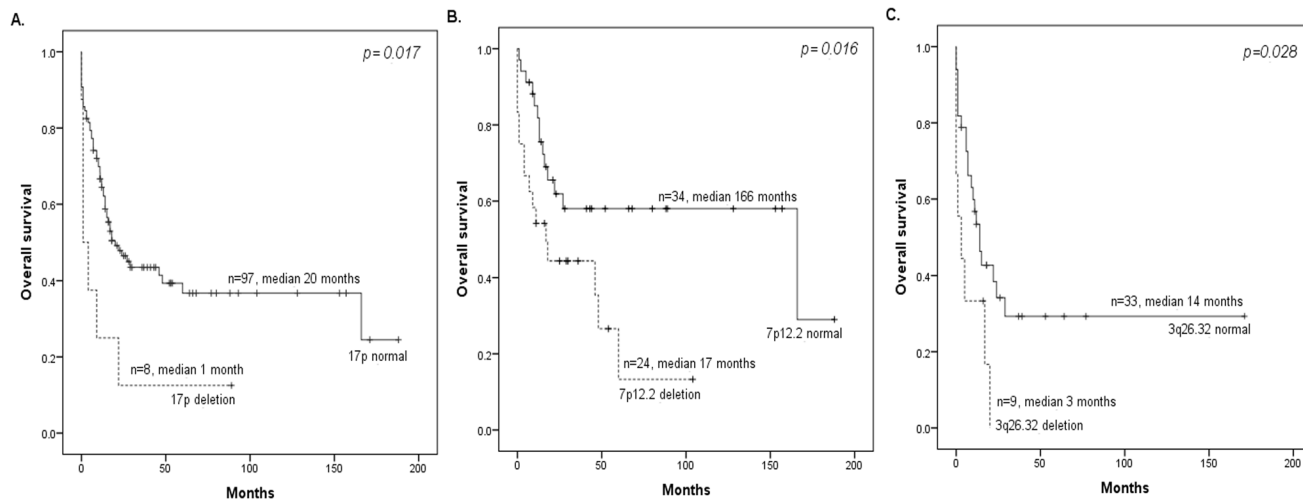 A.
p=0.017
Overall survival
1.0
0.8
0.6
0.4
0.2
0.0
n=97, median 20 months
17p normal
n=8, median 1 month
17p deletion
0
50
100
150
200
Months
B.
p=0.016
Overall survival
1.0
0.8
0.6
0.4
0.2
0.0
n=34, median 166 months
7p12.2 normal
n=24, median 17 months
7p12.2 deletion
0
50
100
150
200
Months
C.
p=0.028
Overall survival
1.0
0.8
0.6
0.4
0.2
0.0
n=33, median 14 months
3q26.32 normal
n=9, median 3 months
3q26.32 deletion
0
50
100
150
200
Months